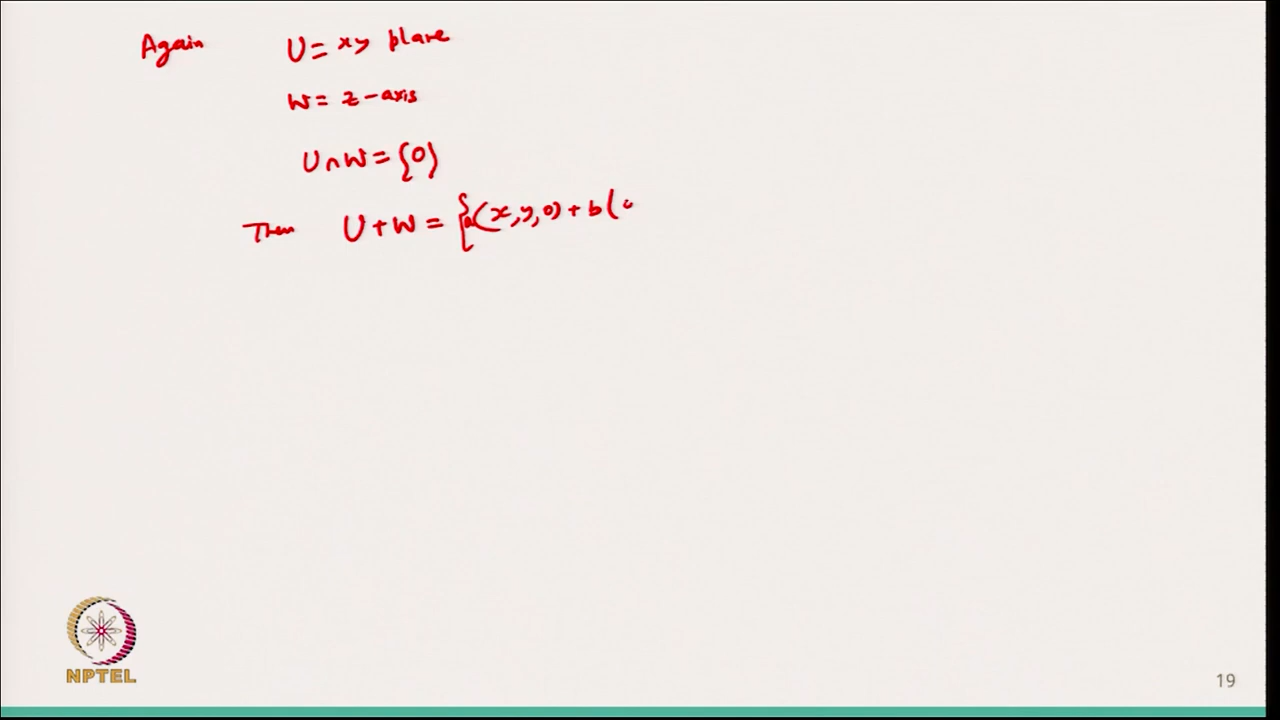 Again U = xy plane
W = z-axis
U∩W = {0}
Then U+W = {a(x,y,0) + b(
NPTEL
19